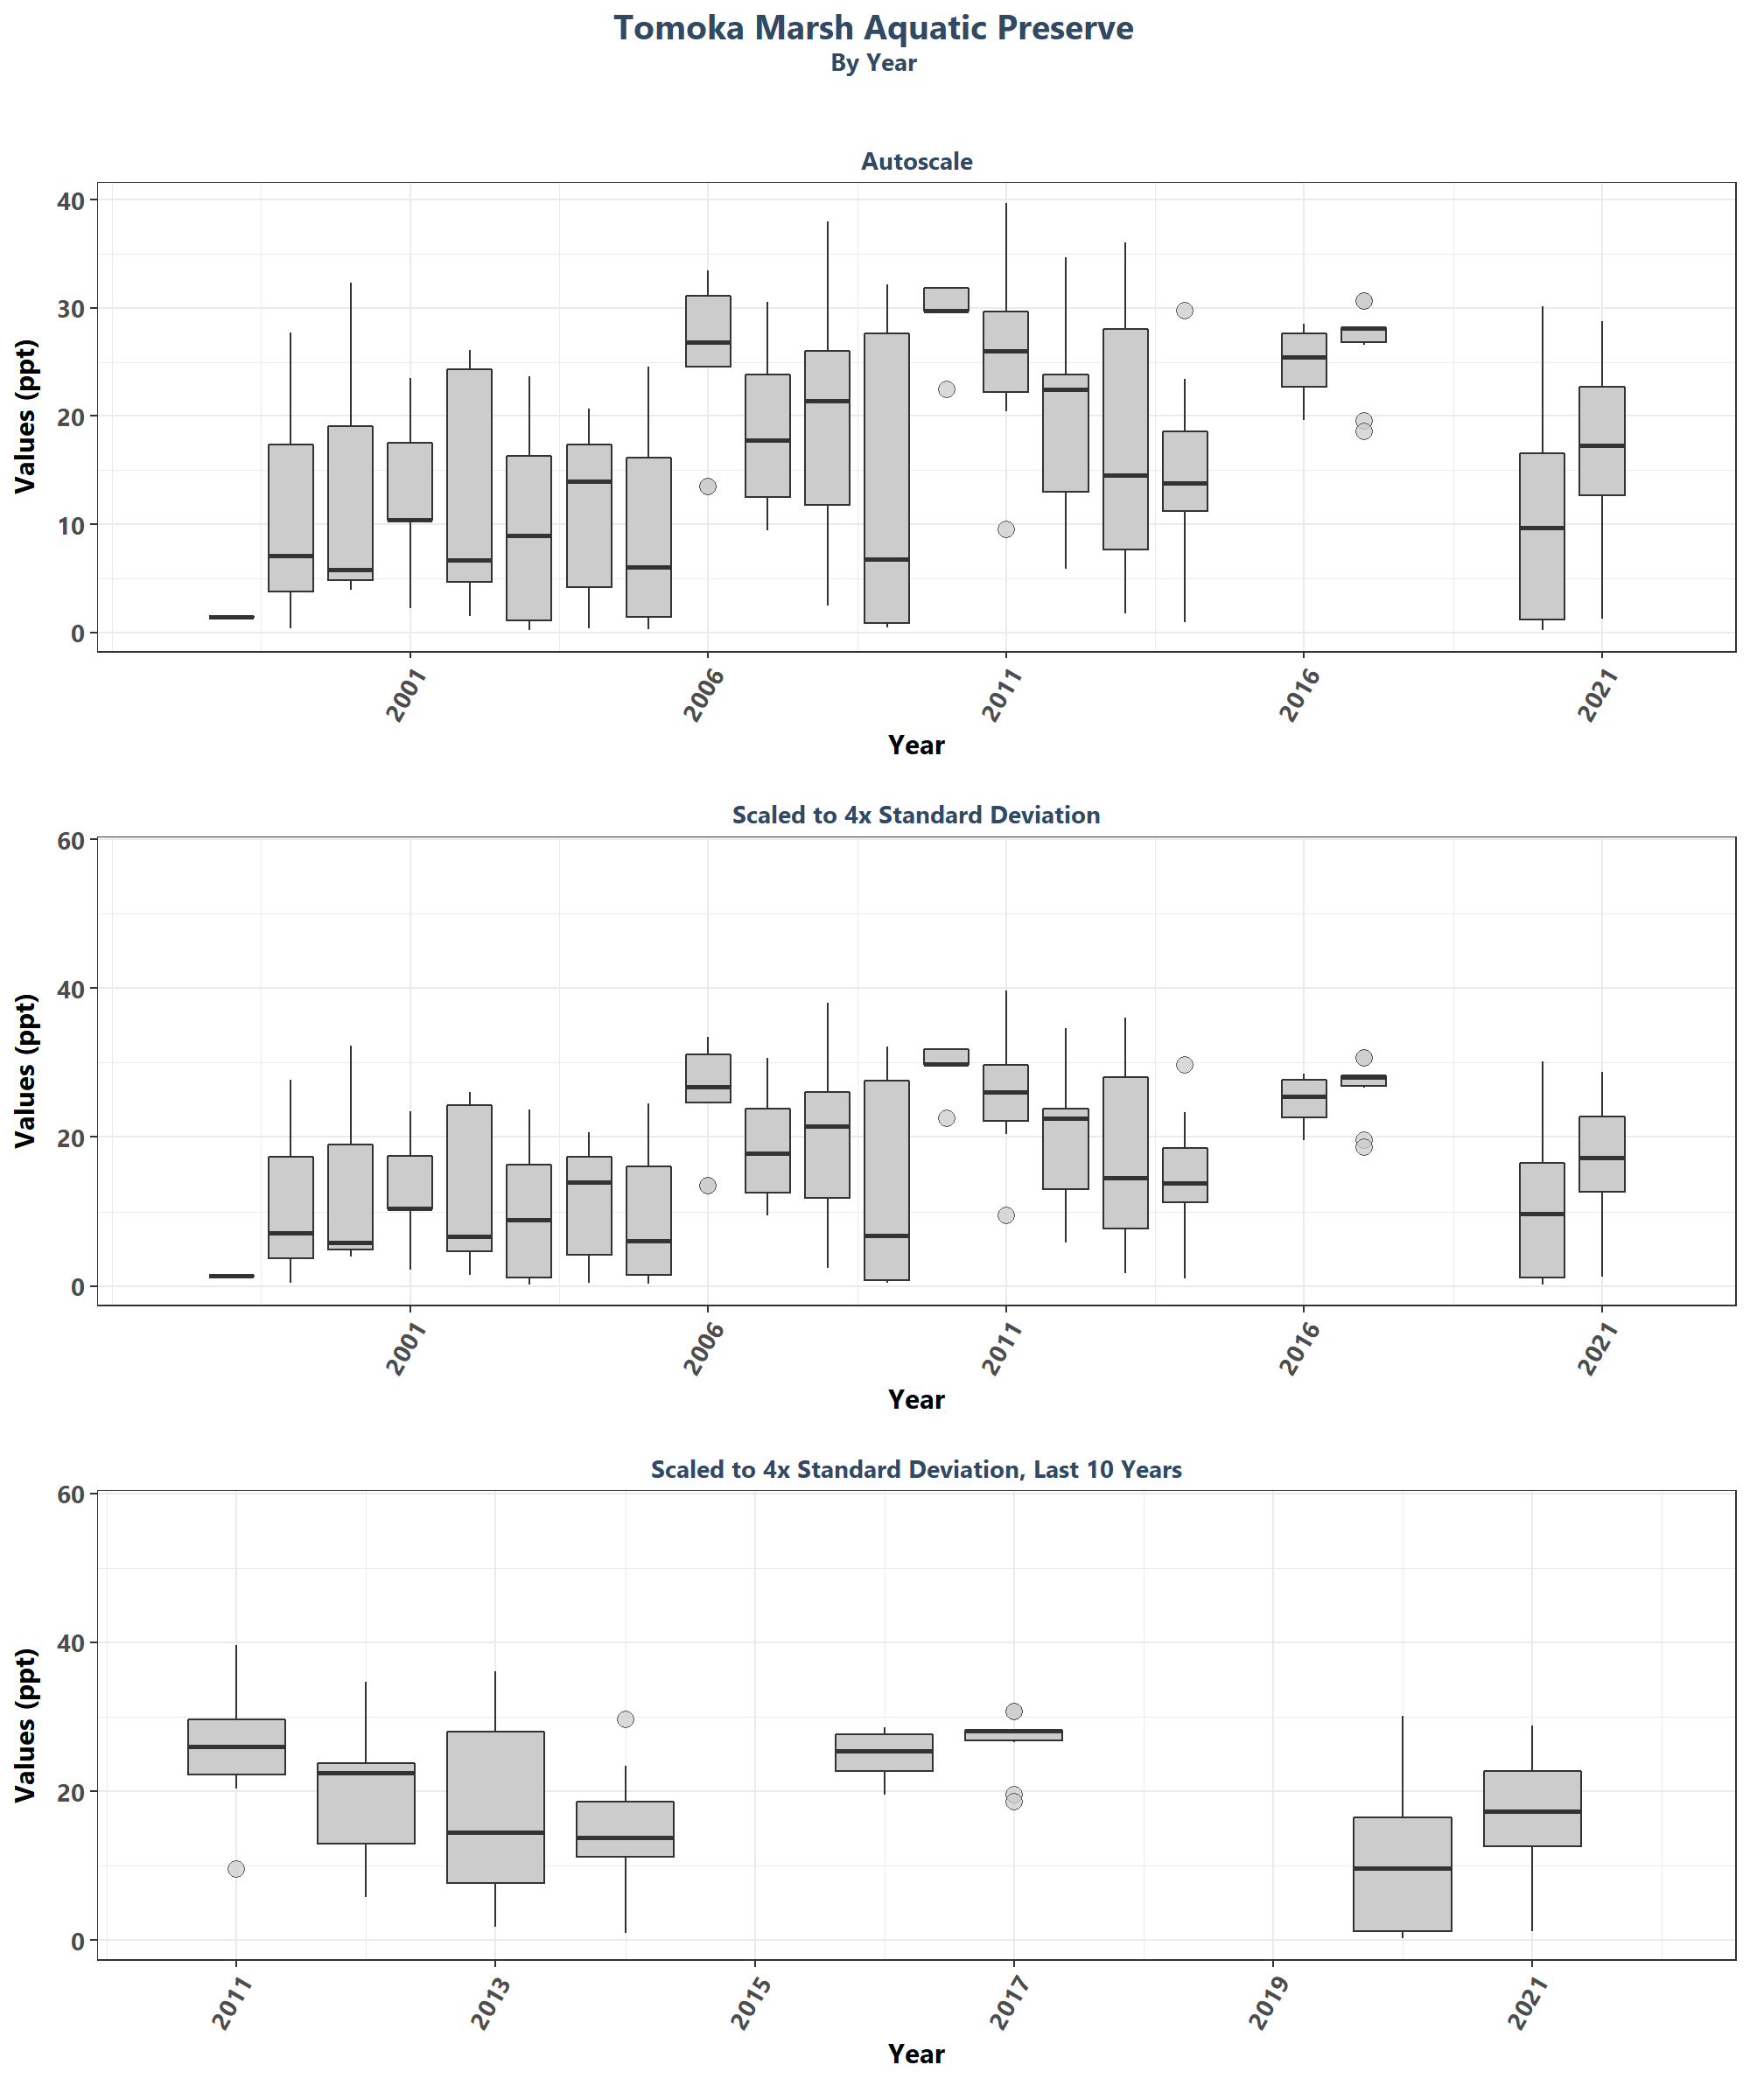 Tomoka Marsh Aquatic Preserve
By Year
Autoscale
Values (ppt)
40
30
20
10
0
2001 2006 2011 2016 2021
Year
Scaled to 4x Standard Deviation
Values (ppt)
60
40
20
0
2001 2006 2011 2016 2021
Year
Scaled to 4x Standard Deviation, Last 10 Years
Values (ppt)
60
40
20
0
2011 2013 2015 2017 2019 2021
Year